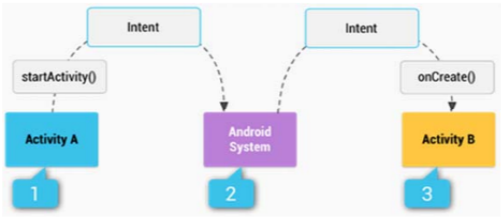 Intent
Intent
startActivity()
onCreate()
Activity A
Android
System
Activity B
1
2
3